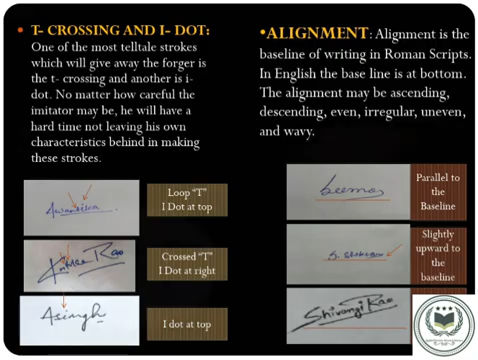 • T- CROSSING AND I- DOT:
One of the most telltale strokes
which will give away the forger is
the t- crossing and another is i-
dot. No matter how careful the
imitator may be, he will have a
hard time not leaving his own
characteristics behind in making
these strokes.
Loop "T"
I Dot at top
Crossed "T"
I Dot at right
Asingh
I dot at top
•ALIGNMENT: Alignment is the
baseline of writing in Roman Scripts.
In English the base line is at bottom.
The alignment may be ascending,
descending, even, irregular, uneven,
and wavy.
Parallel to
the
Baseline
Slightly
upward to
the
baseline
Shivangi Rao